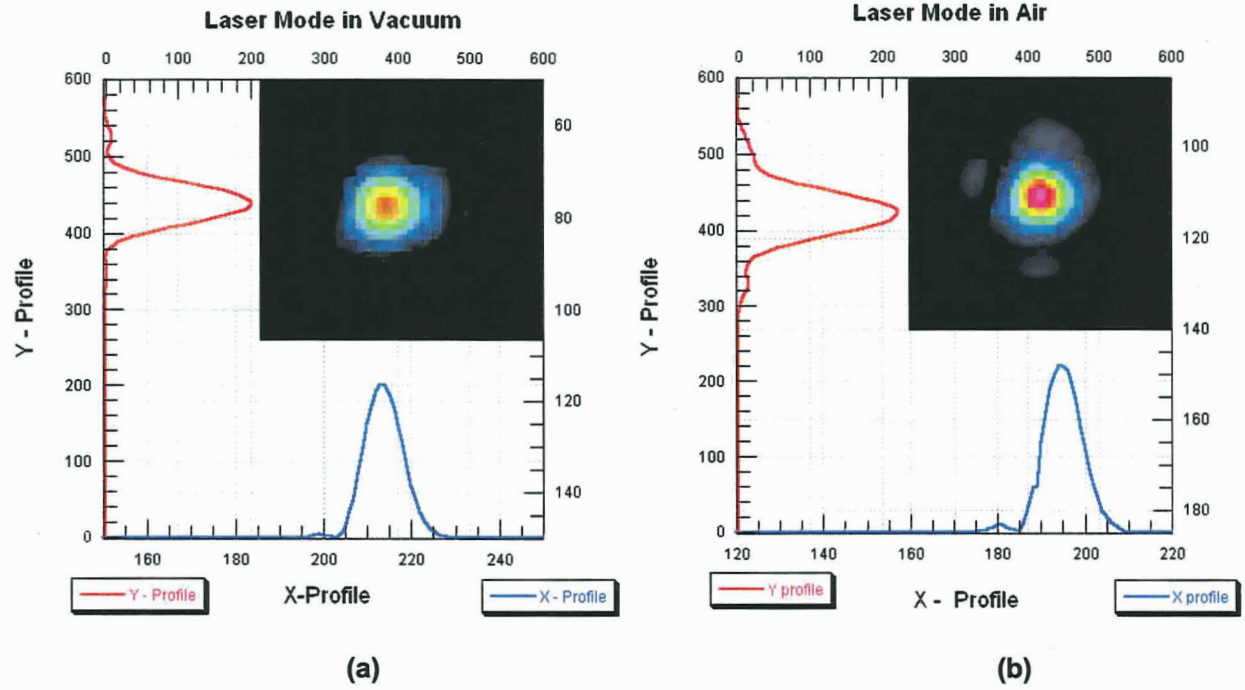 Laser Mode in Vacuum
0 100 200 300 400 500 600
600
500
400
300
200
100
0
60
80
100
120
140
160 180 200 220 240
Y - Profile
X-Profile
Y - Profile
X - Profile
(a)
Laser Mode in Air
0 100 200 300 400 500 600
600
500
400
300
200
100
0
100
120
140
160
180
120 140 160 180 200 220
Y - Profile
X - Profile
Y profile
X profile
(b)